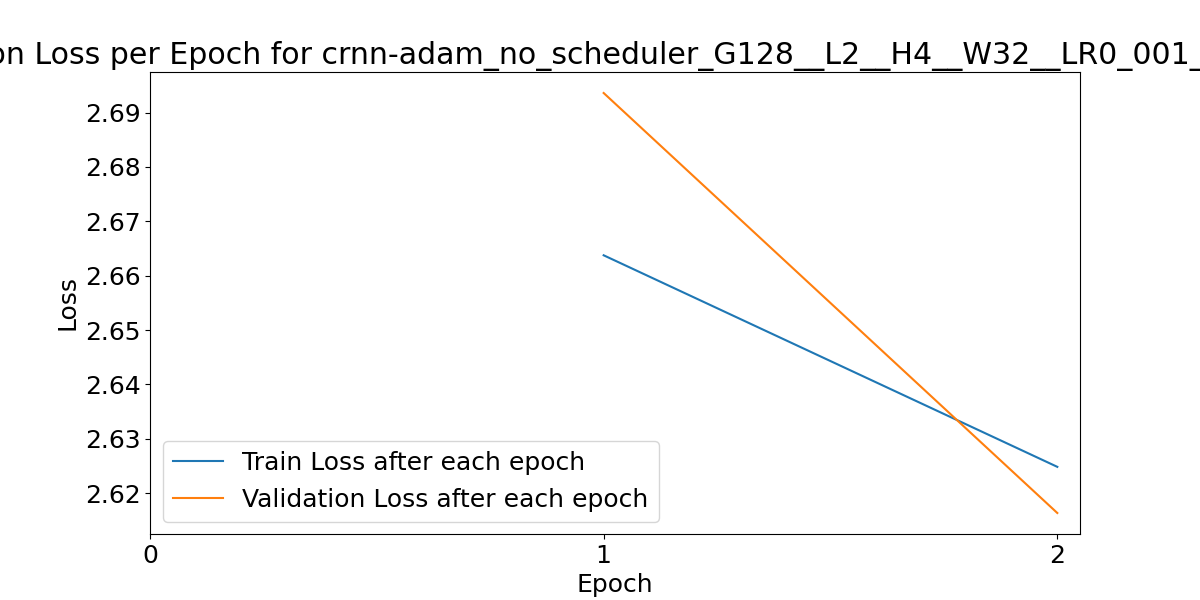 on Loss per Epoch for crnn-adam_no_scheduler_G128__L2__H4__W32__LR0_001_
2.69
2.68
2.67
2.66
2.65
2.64
2.63
2.62
Loss
Train Loss after each epoch
Validation Loss after each epoch
0 1 2
Epoch